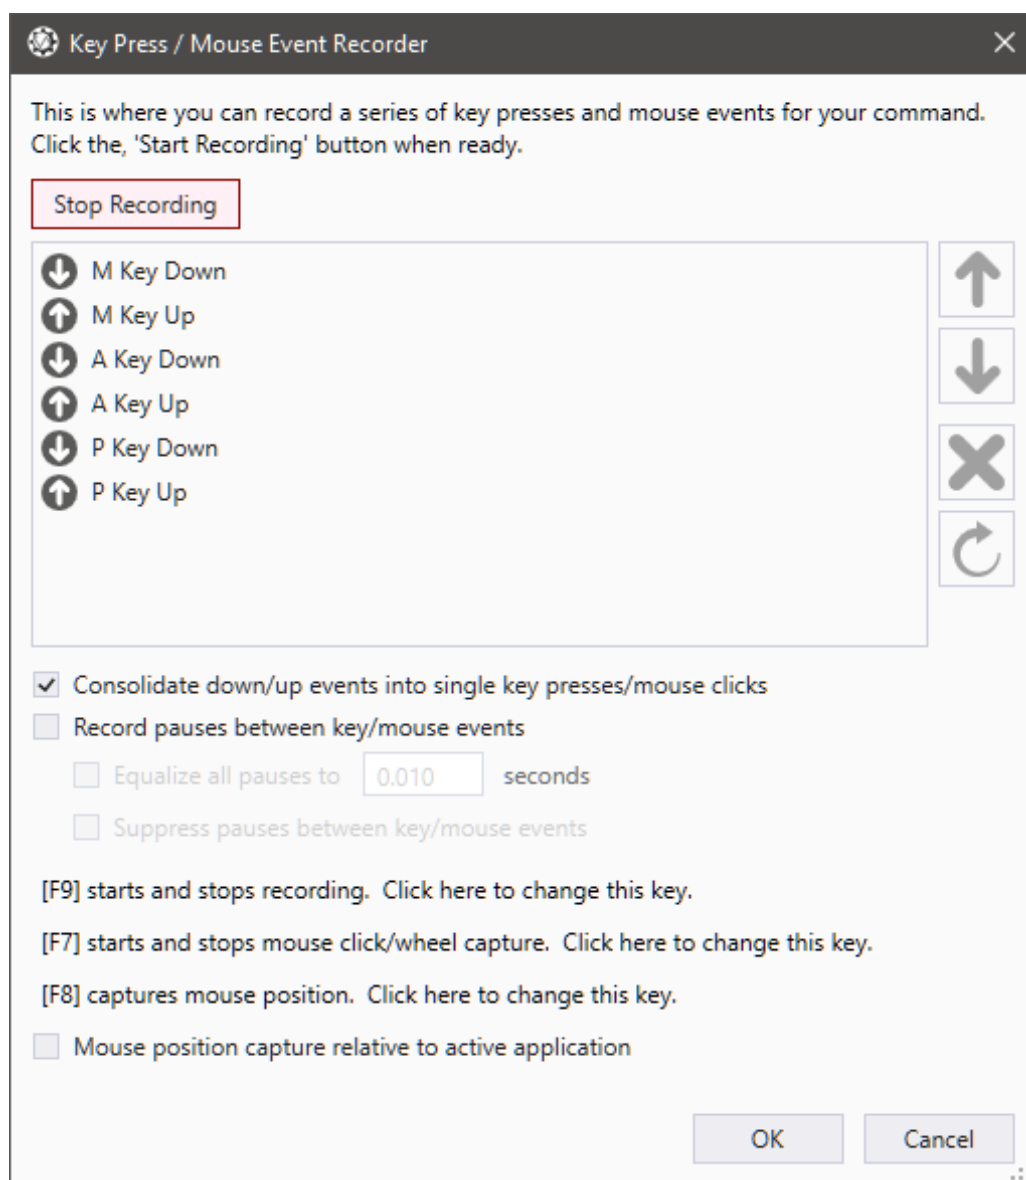 Key Press / Mouse Event Recorder
This is where you can record a series of key presses and mouse events for your command.
Click the, 'Start Recording' button when ready.
Stop Recording
M Key Down
M Key Up
A Key Down
A Key Up
P Key Down
P Key Up
Consolidate down/up events into single key presses/mouse clicks
Record pauses between key/mouse events
Equalize all pauses to 0.010 seconds
Suppress pauses between key/mouse events
[F9] starts and stops recording.  Click here to change this key.
[F7] starts and stops mouse click/wheel capture.  Click here to change this key.
[F8] captures mouse position.  Click here to change this key.
Mouse position capture relative to active application
OK Cancel